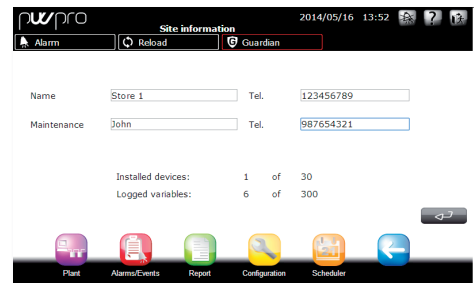 pwpro
Site information
2014/05/16 13:52
?
Alarm
Reload
G Guardian
Name Store 1 Tel. 123456789
Maintenance John Tel. 987654321
Installed devices: 1 of 30
Logged variables: 6 of 300
Plant Alarms/Events Report Configuration Scheduler